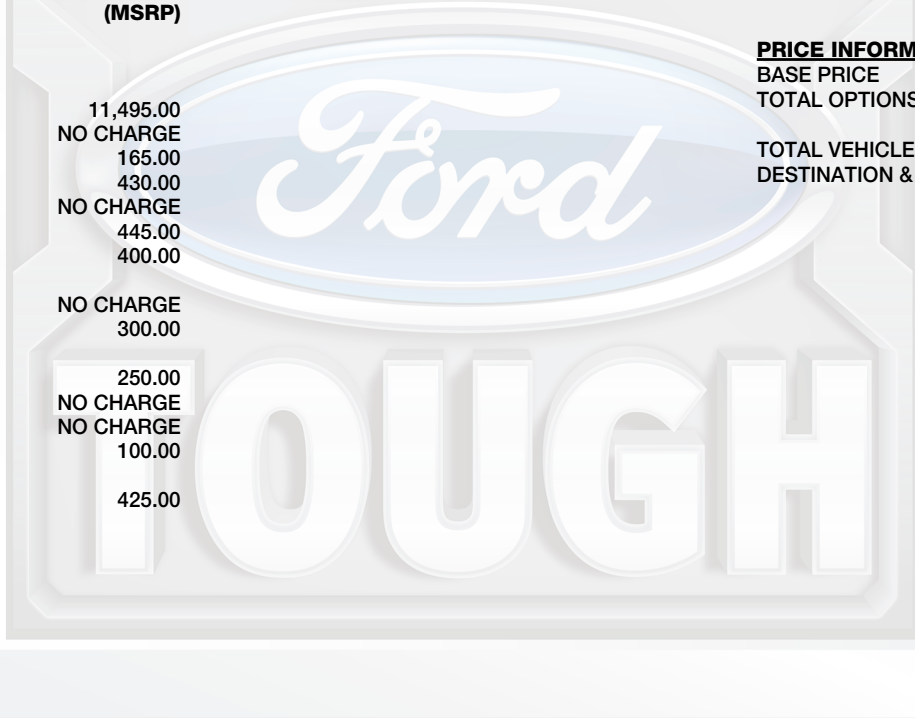 (MSRP)
11,495.00
NO CHARGE
165.00
430.00
NO CHARGE
445.00
400.00
NO CHARGE
300.00
250.00
NO CHARGE
NO CHARGE
100.00
425.00
PRICE INFORM
BASE PRICE
TOTAL OPTIONS
TOTAL VEHICLE
DESTINATION &
Ford
TOUGH